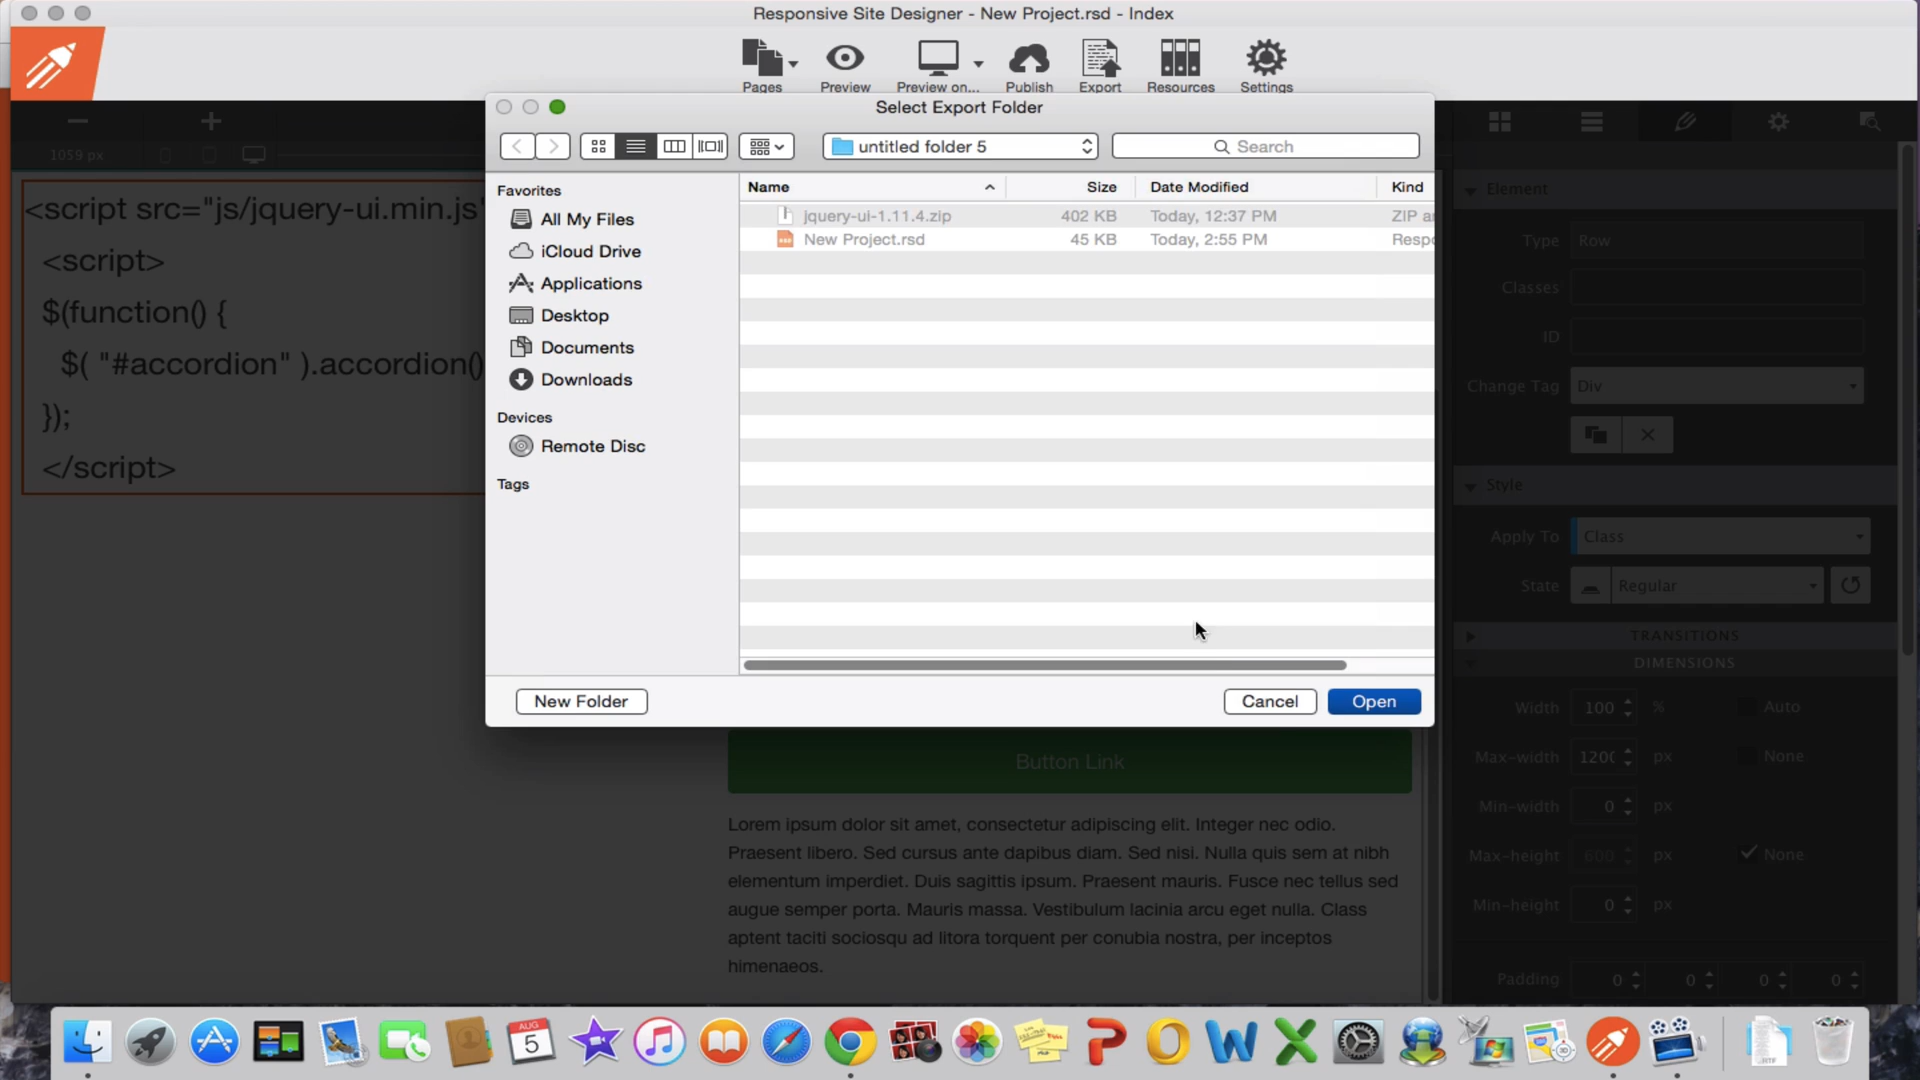 Responsive Site Designer - New Project.rsd - Index
Pages
Preview
Preview on...
Publish
Export
Resources
Settings
Select Export Folder
untitled folder 5
Search
1059 px
Favorites
All My Files
iCloud Drive
Applications
Desktop
Documents
Downloads
Devices
Remote Disc
Tags
Name
Size
Date Modified
Kind
jquery-ui-1.11.4.zip
402 KB
Today, 12:37 PM
ZIP a
New Project.rsd
45 KB
Today, 2:55 PM
Resp
New Folder
Cancel
Open
<script src="js/jquery-ui.min.js"
<script>
$(function() {
$( "#accordion" ).accordion()
});
</script>
Button Link
Lorem ipsum dolor sit amet, consectetur adipiscing elit. Integer nec odio.
Praesent libero. Sed cursus ante dapibus diam. Sed nisi. Nulla quis sem at nibh
elementum imperdiet. Duis sagittis ipsum. Praesent mauris. Fusce nec tellus sed
augue semper porta. Mauris massa. Vestibulum lacinia arcu eget nulla. Class
aptent taciti sociosqu ad litora torquent per conubia nostra, per inceptos
himenaeos.
Element
Type Row
Classes
ID
Change Tag Div
Style
Apply To Class
State Regular
TRANSITIONS
DIMENSIONS
Width 100 % Auto
Max-width 1200 px None
Min-width 0 px
Max-height 600 px None
Min-height 0 px
Padding 0 0 0 0
AUG
5